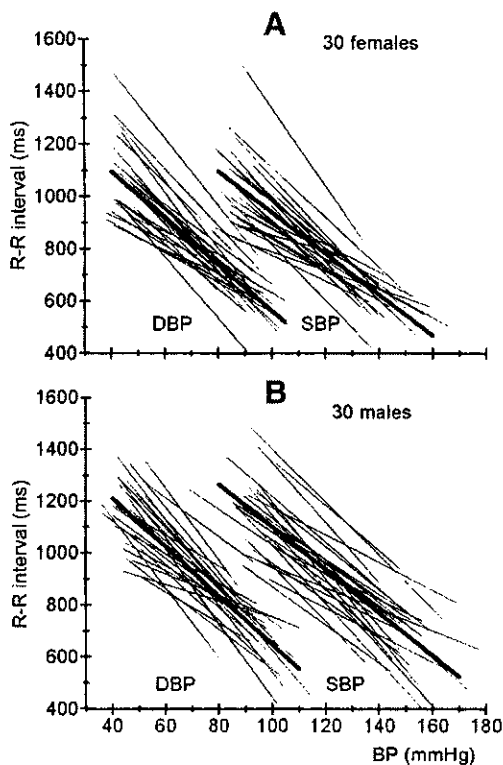 A
30 females
1600
1400
1200
1000
800
600
400
R-R interval (ms)
DBP
SBP
B
30 males
1600
1400
1200
1000
800
600
400
R-R interval (ms)
DBP
SBP
40 60 80 100 120 140 160 180
BP (mmHg)